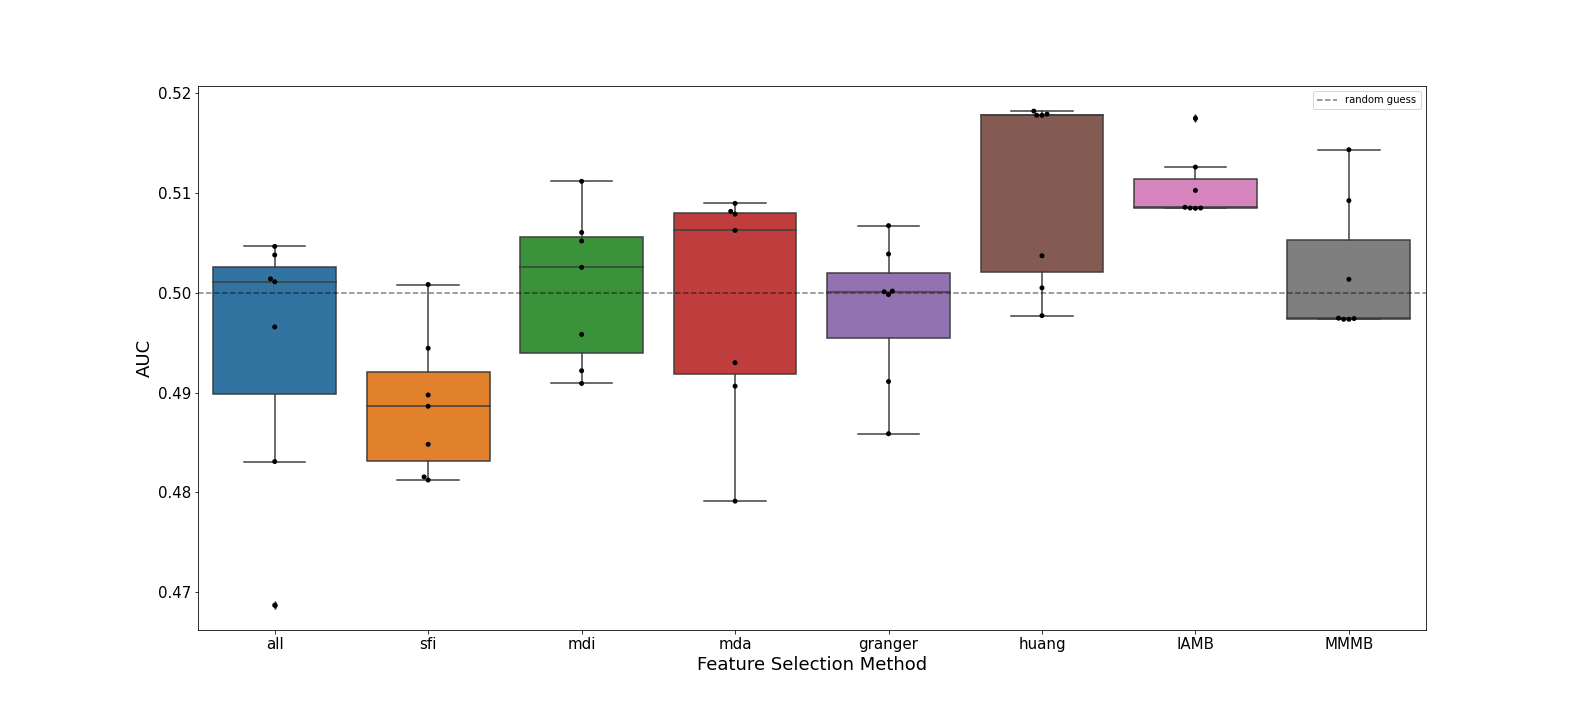 0.52
0.51
0.50
0.49
0.48
0.47
AUC
random guess
all sfi mdi mda granger huang IAMB MMMB
Feature Selection Method